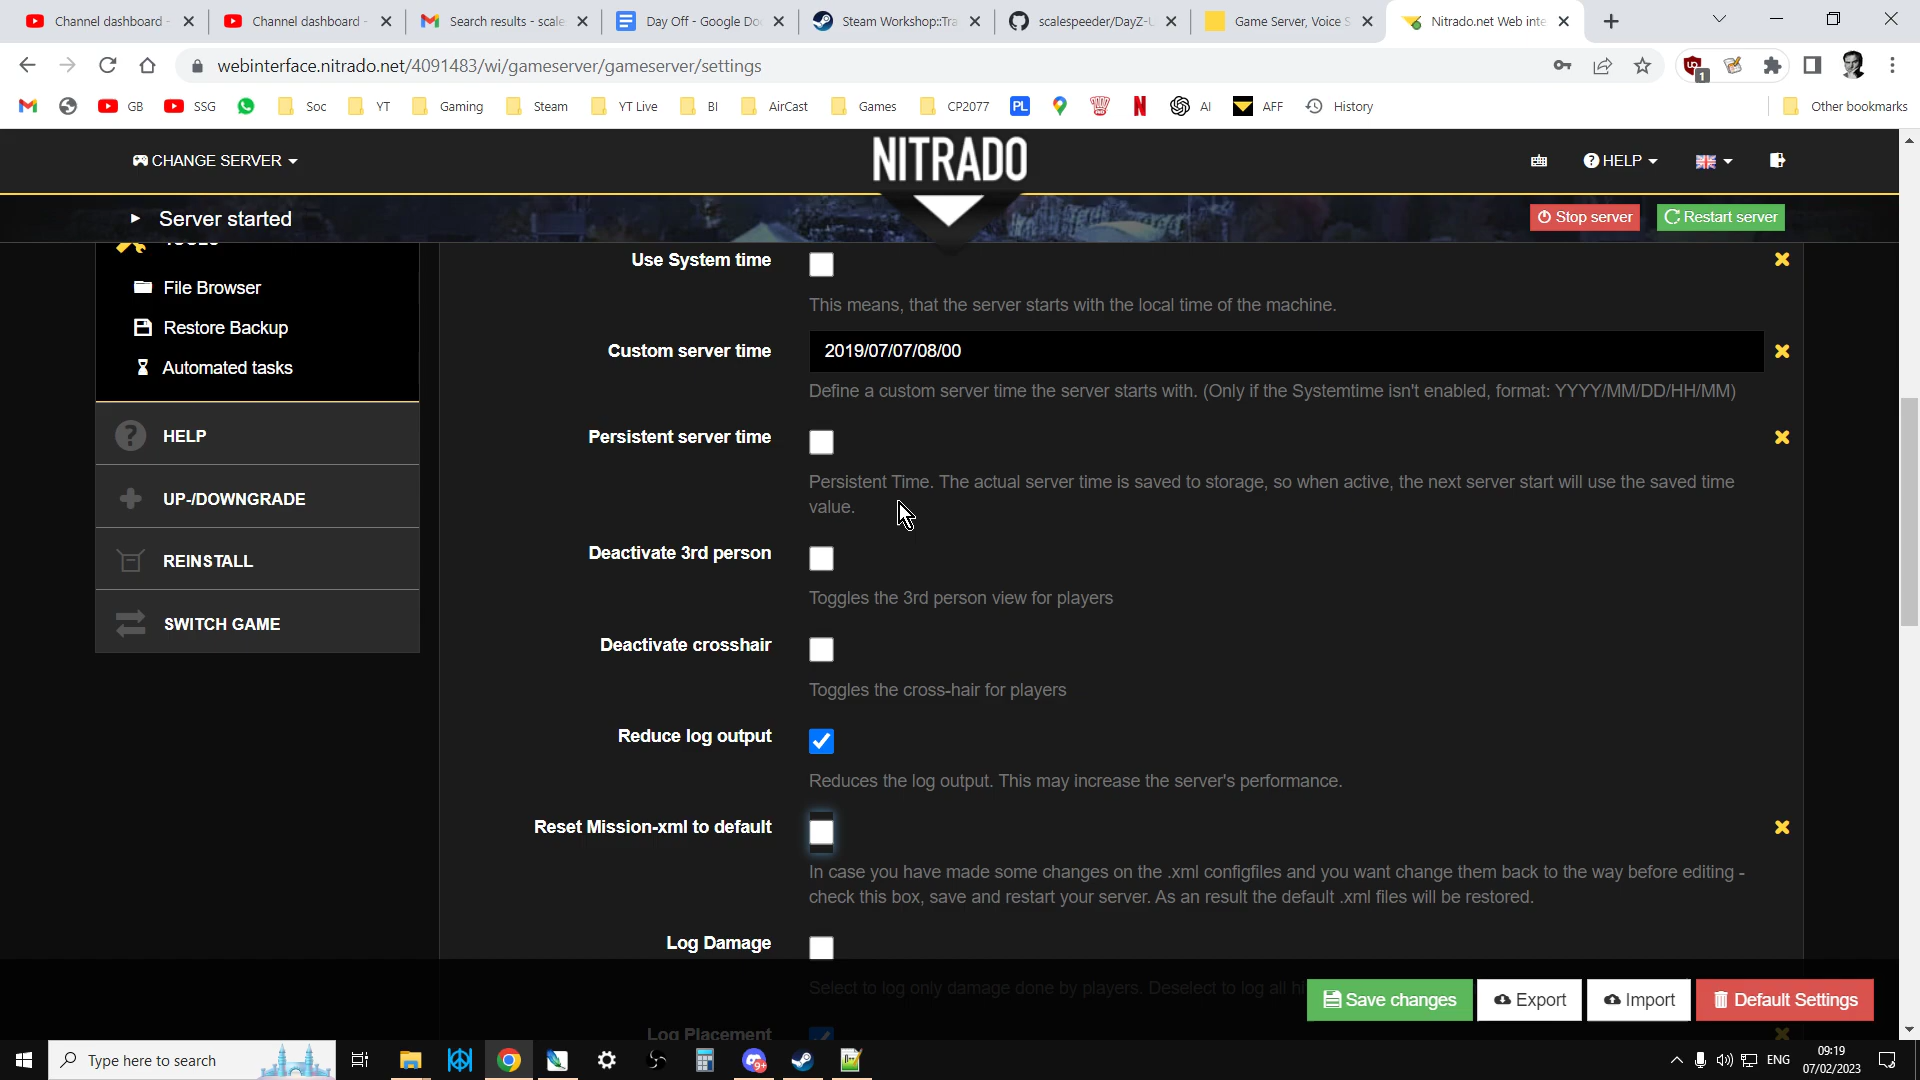 Channel dashboard -
Channel dashboard -
Search results - scale
Day Off - Google Do
Steam Workshop::Tra
scalespeeder/DayZ-U
Game Server, Voice S
Nitrado.net Web inte
webinterface.nitrado.net/4091483/wi/gameserver/gameserver/settings
1
GB
SSG
Soc
YT
Gaming
Steam
YT Live
BI
AirCast
Games
CP2077
PL
N
AI
AFF
History
Other bookmarks
CHANGE SERVER
NITRADO
HELP
Server started
Stop server
Restart server
TOOLS
File Browser
Restore Backup
Automated tasks
HELP
UP-/DOWNGRADE
REINSTALL
SWITCH GAME
Use System time
This means, that the server starts with the local time of the machine.
Custom server time
2019/07/07/08/00
Define a custom server time the server starts with. (Only if the Systemtime isn't enabled, format: YYYY/MM/DD/HH/MM)
Persistent server time
Persistent Time. The actual server time is saved to storage, so when active, the next server start will use the saved time
value.
Deactivate 3rd person
Toggles the 3rd person view for players
Deactivate crosshair
Toggles the cross-hair for players
Reduce log output
Reduces the log output. This may increase the server's performance.
Reset Mission-xml to default
In case you have made some changes on the .xml configfiles and you want change them back to the way before editing -
check this box, save and restart your server. As an result the default .xml files will be restored.
Log Damage
Select to log only damage done by players. Deselect to log all hi
Log Placement
Save changes
Export
Import
Default Settings
Type here to search
9+
ENG
09:19
07/02/2023